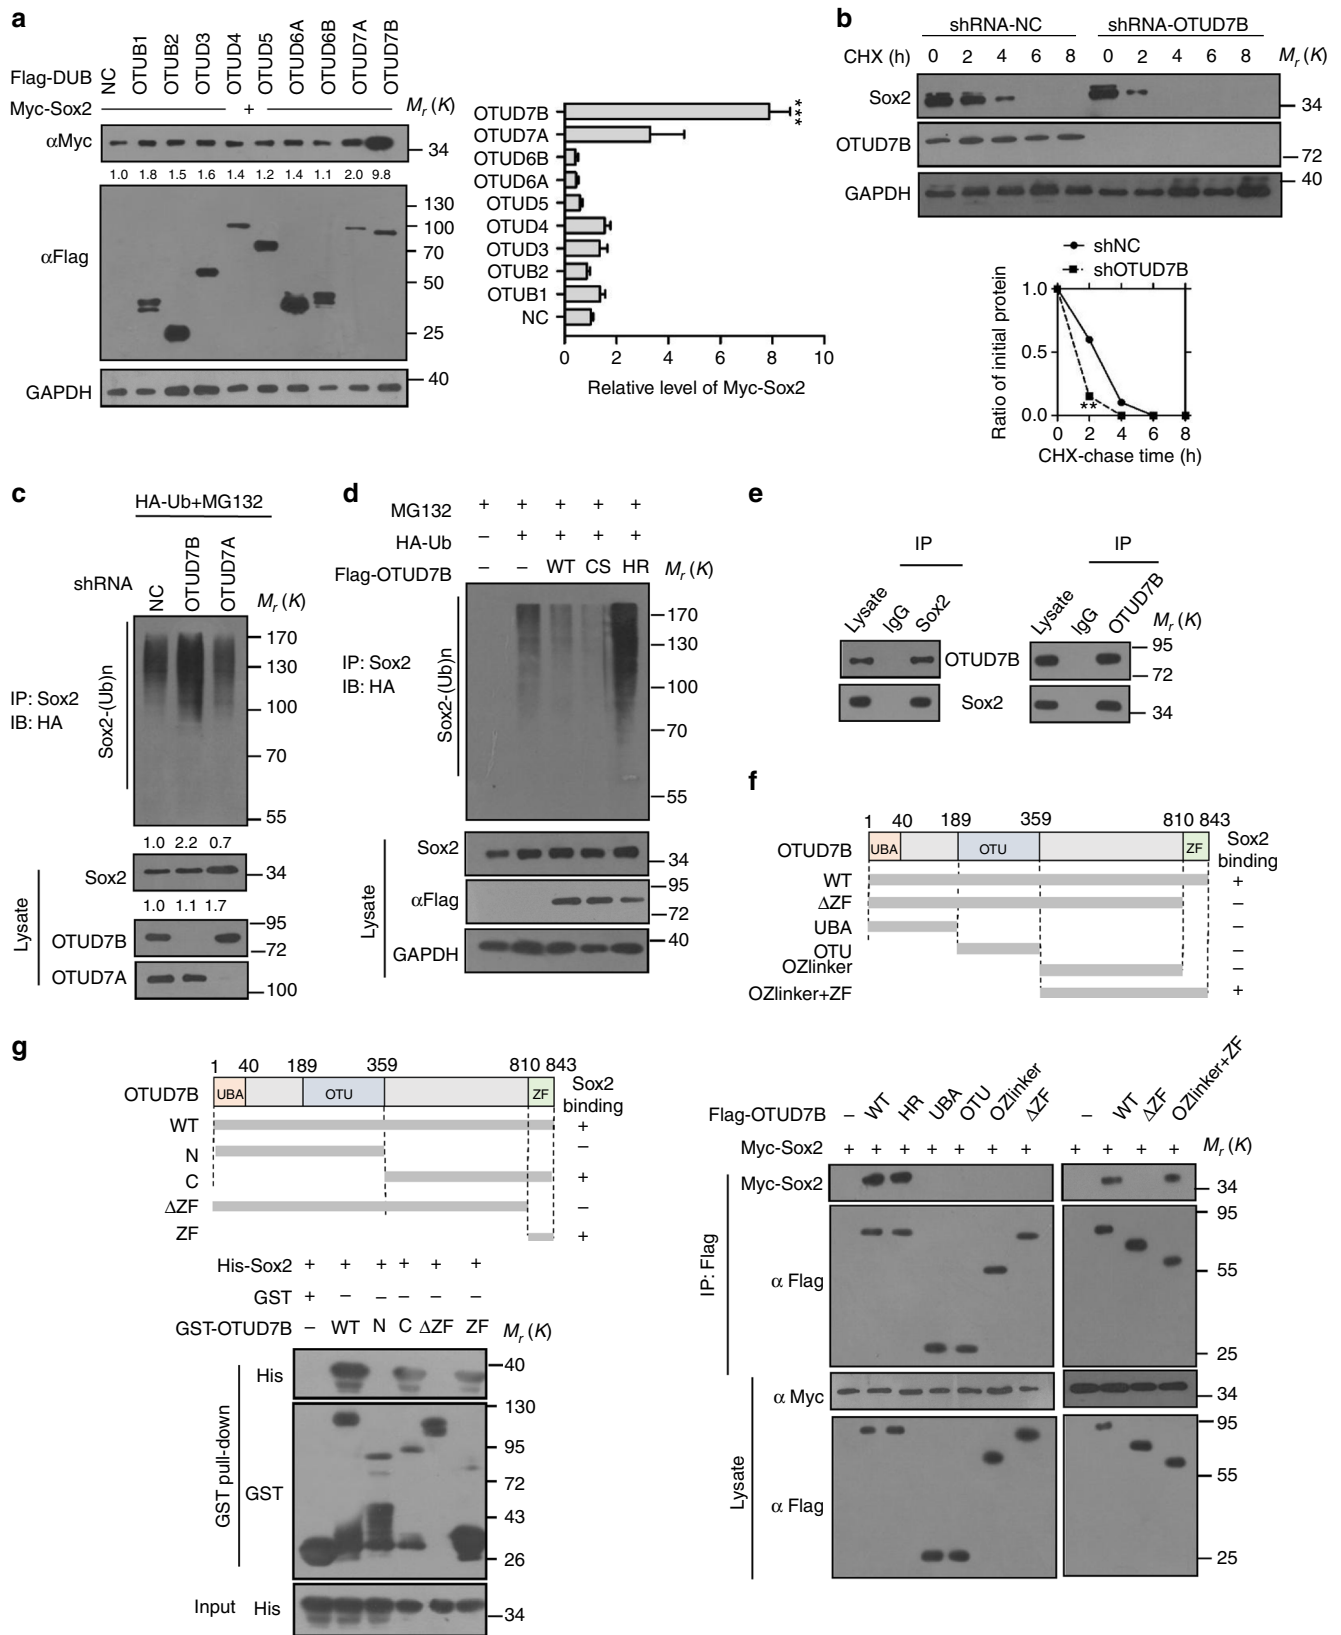 a
Flag-DUB
NC
OTUB1
OTUB2
OTUD3
OTUD4
OTUD5
OTUD6A
OTUD6B
OTUD7A
OTUD7B
Myc-Sox2 +
Mr (K)
αMyc
34
1.0 1.8 1.5 1.6 1.4 1.2 1.4 1.1 2.0 9.8
αFlag
130
100
70
50
25
GAPDH
40
OTUD7B
***
OTUD7A
OTUD6B
OTUD6A
OTUD5
OTUD4
OTUD3
OTUB2
OTUB1
NC
0 2 4 6 8 10
Relative level of Myc-Sox2
b
shRNA-NC shRNA-OTUD7B
CHX (h) 0 2 4 6 8 0 2 4 6 8 Mr (K)
Sox2
34
OTUD7B
72
GAPDH
40
shNC
shOTUD7B
Ratio of initial protein
1.0
0.5
0.0
**
0 2 4 6 8
CHX-chase time (h)
c
HA-Ub+MG132
shRNA
NC
OTUD7B
OTUD7A
Mr (K)
IP: Sox2
IB: HA
Sox2-(Ub)n
170
130
100
70
55
1.0 2.2 0.7
Lysate
Sox2
34
1.0 1.1 1.7
OTUD7B
95
72
OTUD7A
100
d
MG132 + + + + +
HA-Ub – + + + +
Flag-OTUD7B – – WT CS HR Mr (K)
IP: Sox2
IB: HA
Sox2-(Ub)n
170
130
100
70
55
Lysate
Sox2
34
αFlag
95
72
GAPDH
40
e
IP IP
Lysate
IgG
Sox2
Lysate
IgG
OTUD7B
Mr (K)
OTUD7B
95
72
Sox2
34
f
1 40 189 359 810 843
OTUD7B UBA OTU ZF
Sox2
binding
WT +
ΔZF –
UBA –
OTU –
OZlinker –
OZlinker+ZF +
Flag-OTUD7B – WT HR UBA OTU OZlinker ΔZF – WT ΔZF OZlinker+ZF
Myc-Sox2 + + + + + + + + + + + Mr (K)
IP: Flag
Myc-Sox2
34
α Flag
95
55
25
Lysate
α Myc
34
α Flag
95
55
25
g
1 40 189 359 810 843
OTUD7B UBA OTU ZF
Sox2
binding
WT +
N –
C +
ΔZF –
ZF +
His-Sox2 + + + + + +
GST + – – – – –
GST-OTUD7B – WT N C ΔZF ZF Mr (K)
GST pull-down
His
40
GST
130
95
72
43
26
Input His
34